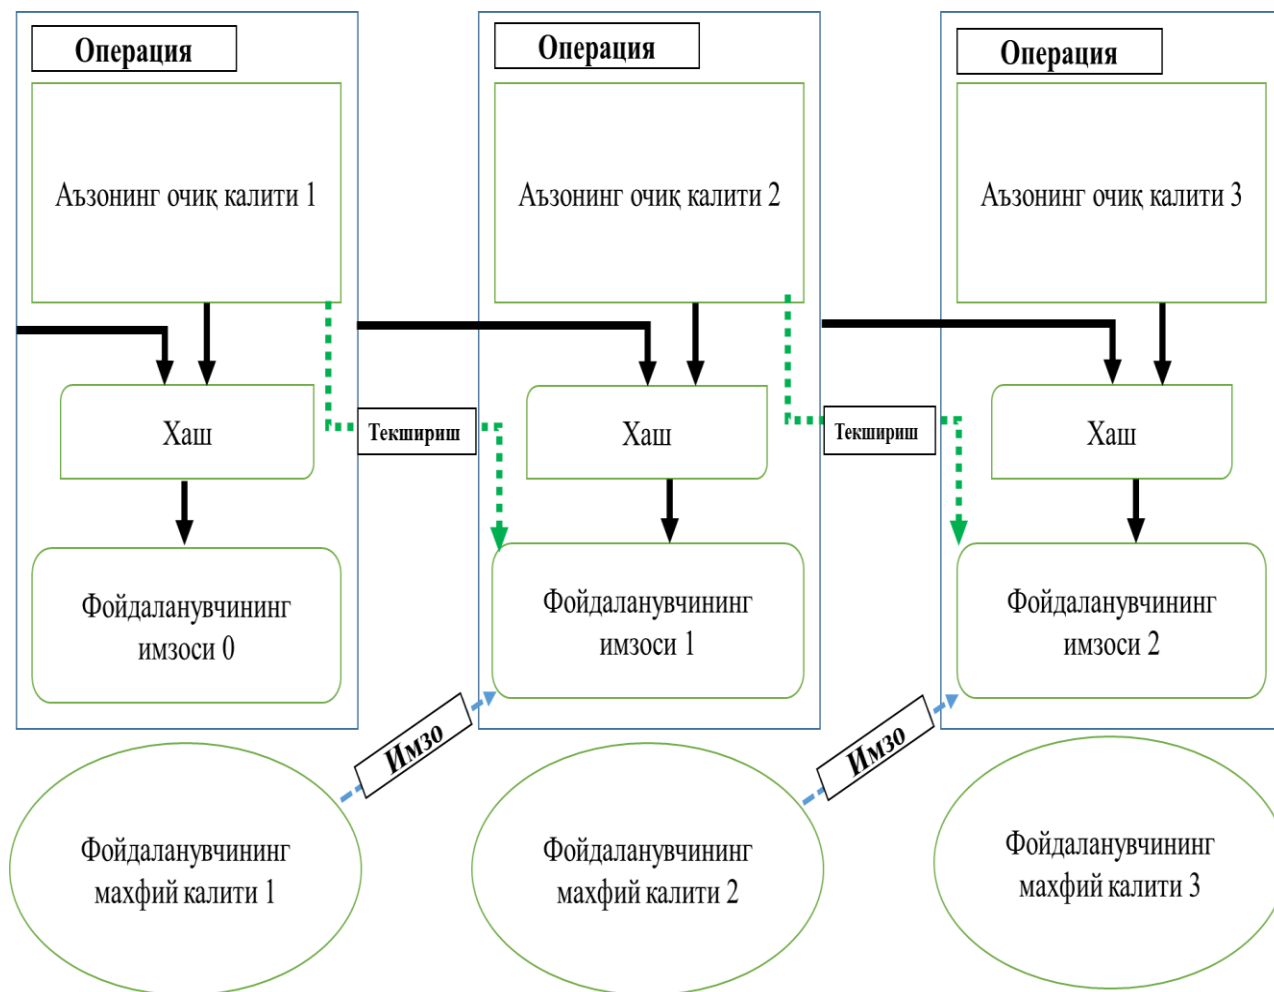 Операция
Операция
Операция
Аъзонинг очиқ калити 1
Аъзонинг очиқ калити 2
Аъзонинг очиқ калити 3
Хаш
Текшириш
Хаш
Текшириш
Хаш
Фойдаланувчининг
имзоси 0
Фойдаланувчининг
имзоси 1
Фойдаланувчининг
имзоси 2
Имзо
Имзо
Фойдаланувчининг
махфий калити 1
Фойдаланувчининг
махфий калити 2
Фойдаланувчининг
махфий калити 3